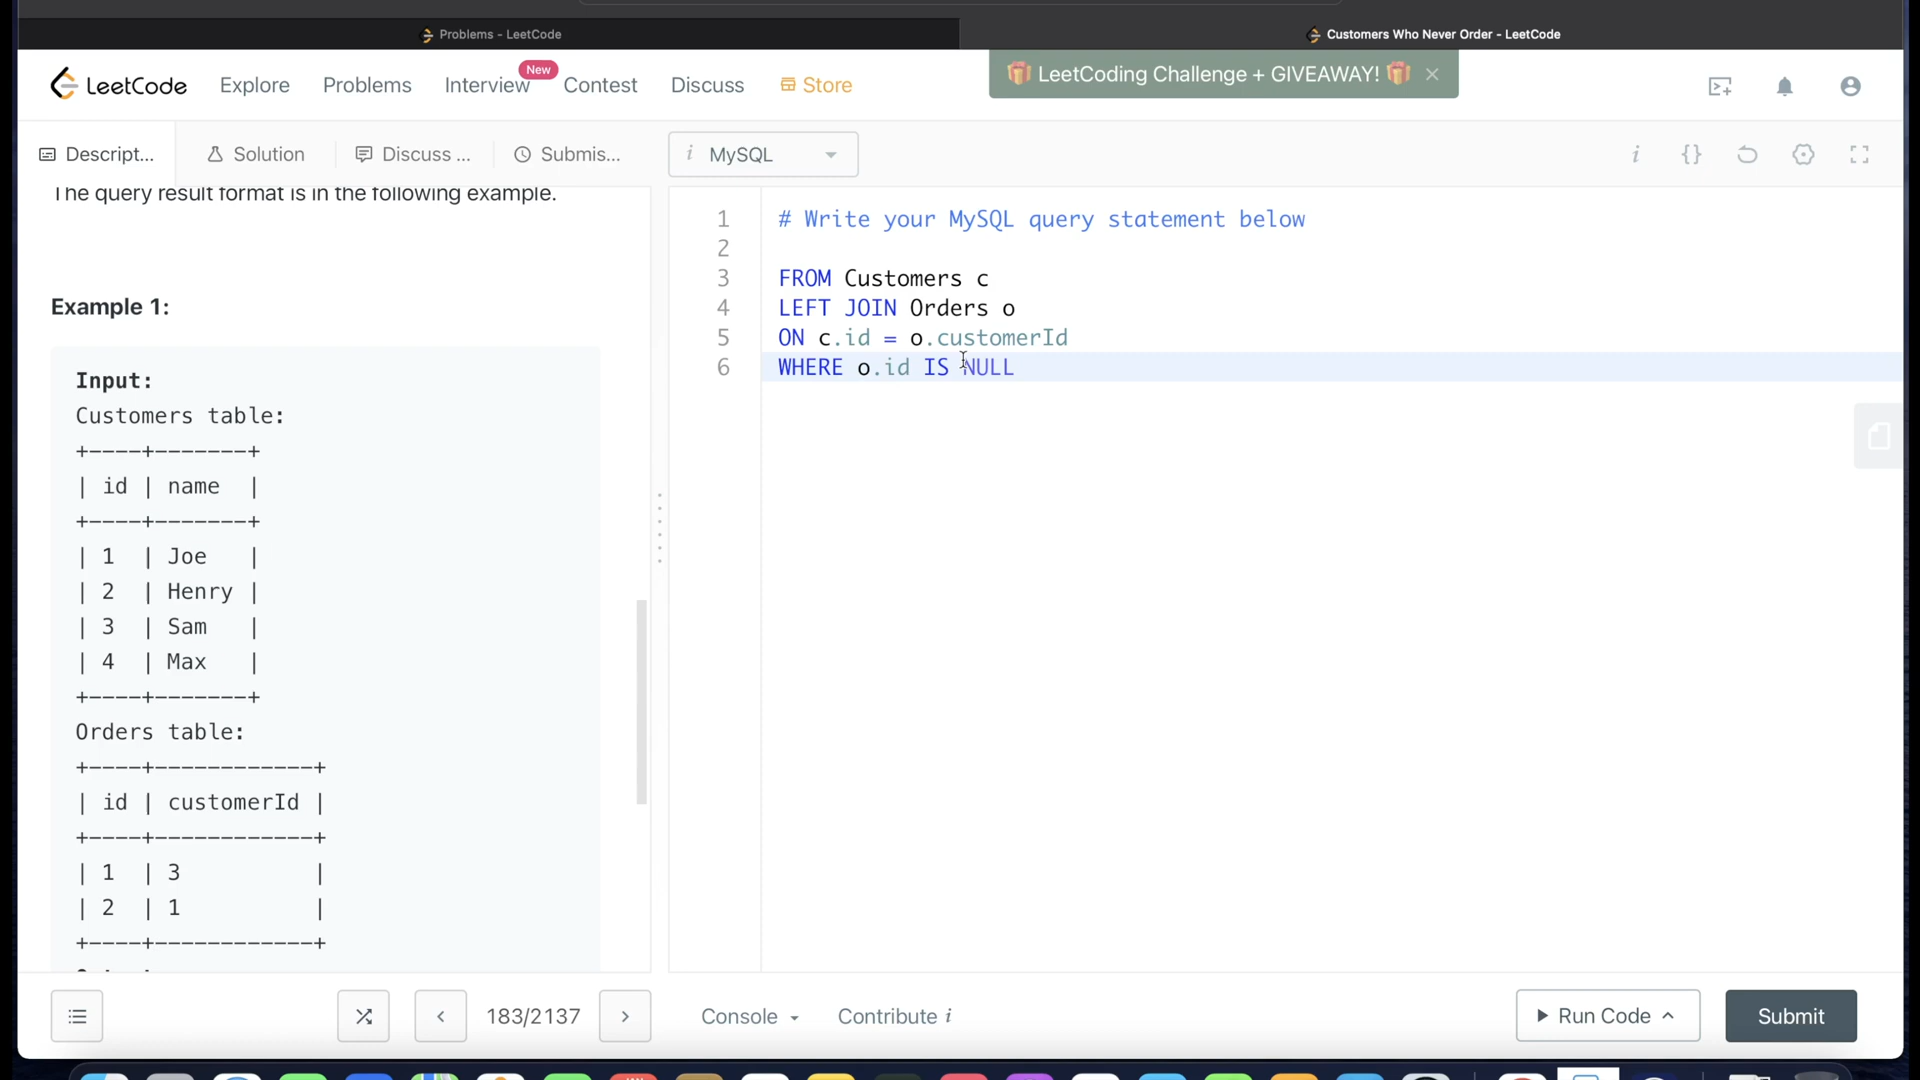 Problems - LeetCode
Customers Who Never Order - LeetCode
LeetCode
Explore
Problems
Interview
New
Contest
Discuss
Store
LeetCoding Challenge + GIVEAWAY!
Descript...
Solution
Discuss ...
Submis...
i MySQL
i
{}
The query result format is in the following example.
Example 1:
Input:
Customers table:
+----+-------+
| id | name  |
+----+-------+
| 1  | Joe   |
| 2  | Henry |
| 3  | Sam   |
| 4  | Max   |
+----+-------+
Orders table:
+----+------------+
| id | customerId |
+----+------------+
| 1  | 3          |
| 2  | 1          |
+----+------------+
1 # Write your MySQL query statement below
2
3 FROM Customers c
4 LEFT JOIN Orders o
5 ON c.id = o.customerId
6 WHERE o.id IS NULL
183/2137
Console
Contribute i
Run Code
Submit